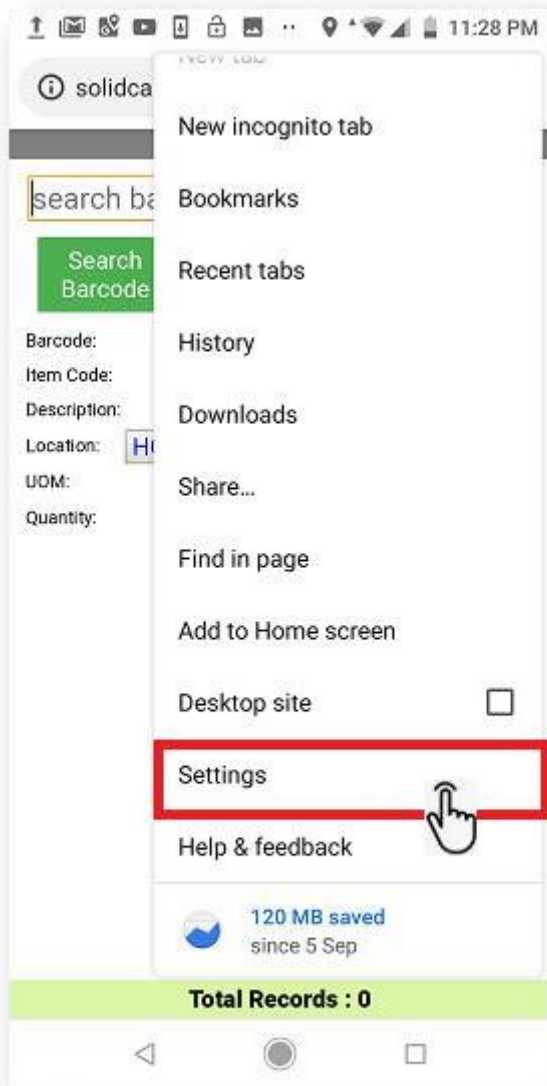 11:28 PM
New tab
solidca
New incognito tab
search ba
Bookmarks
Search
Barcode
Recent tabs
Barcode:
History
Item Code:
Description:
Downloads
Location: H
UOM:
Share...
Quantity:
Find in page
Add to Home screen
Desktop site
Settings
Help & feedback
120 MB saved
since 5 Sep
Total Records : 0